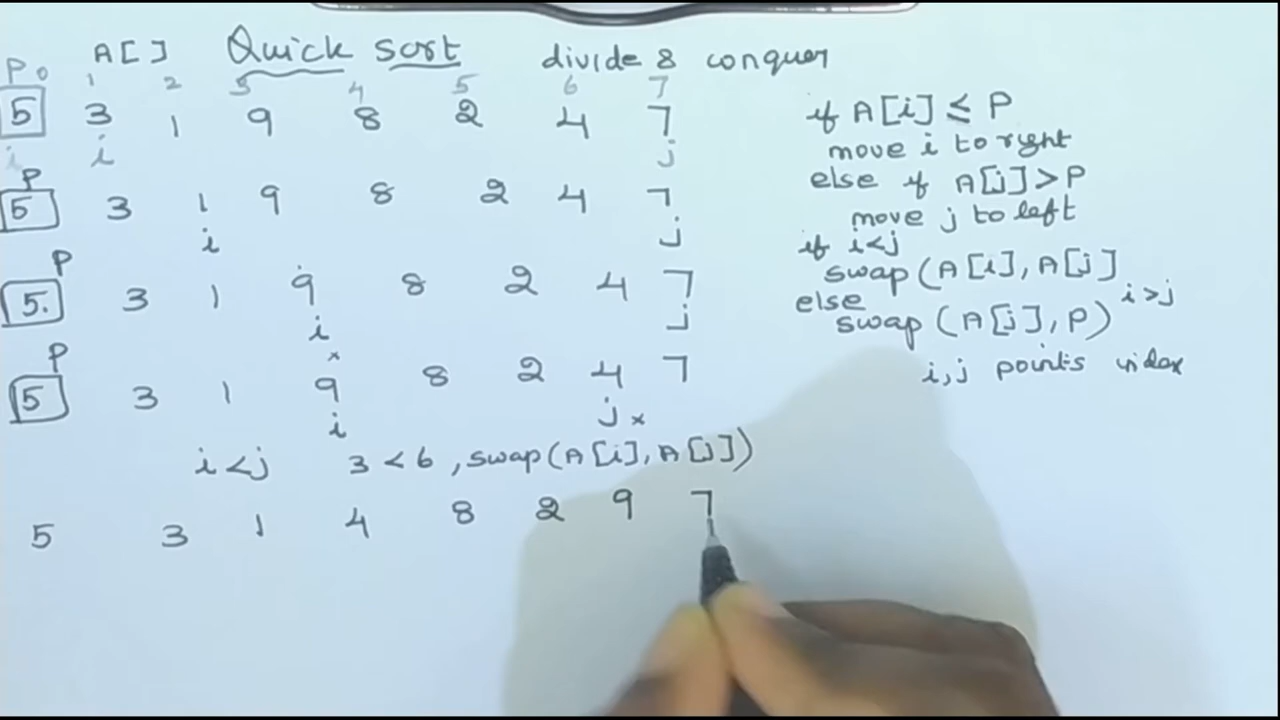 A[] Quick Sort divide & conquer
P 0 1 2 3 4 5 6 7
5 3 1 9 8 2 4 7
i i j
P
5 3 1 9 8 2 4 7
i j
P
5. 3 1 9 8 2 4 7
i j
P x
5 3 1 9 8 2 4 7
i j x
i<j 3<6, swap(A[i], A[j])
5 3 1 4 8 2 9 7
if A[i] ≤ P
move i to right
else if A[j]>P
move j to left
if i<j
swap(A[i], A[j]
else i>j
swap (A[j], P)
i,j points index